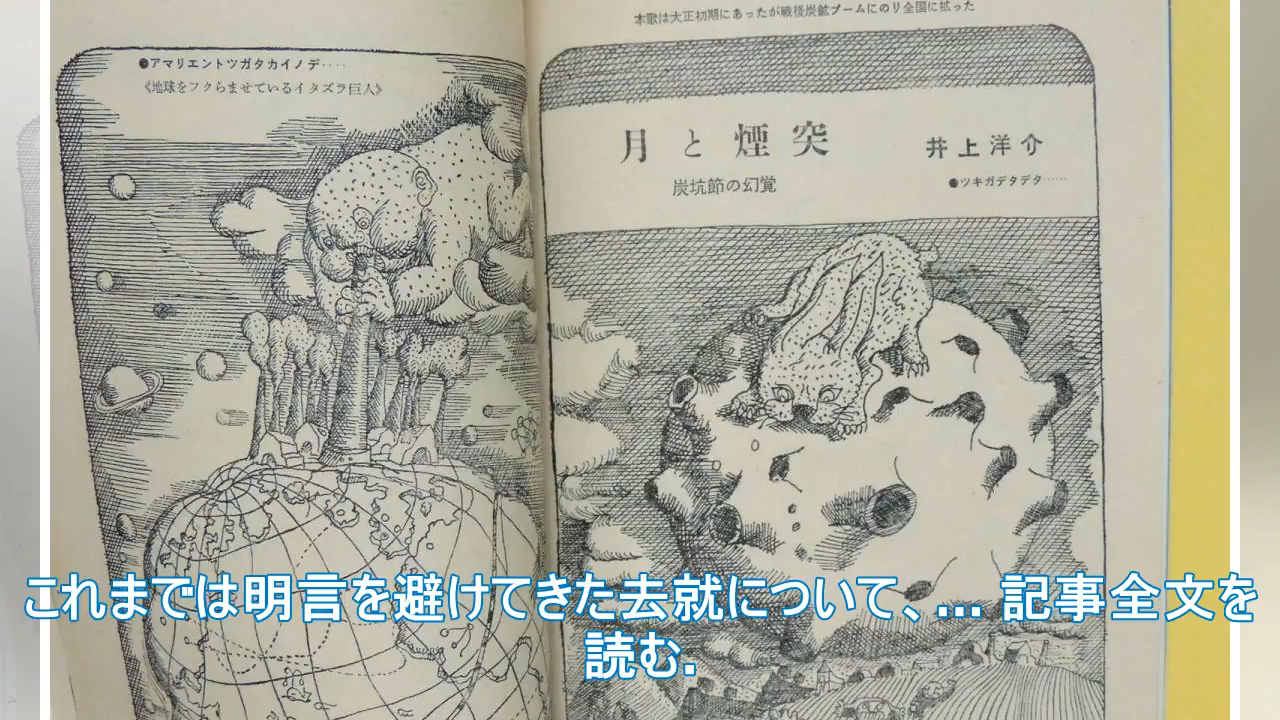 本歌は大正初期にあったが戦後炭鉱ブームにのり全国に拡った
月と煙突
井上洋介
炭坑節の幻覚
●ツキガデタデタ……
●アマリエントツガタカイノデ‥‥
《地球をフクらませているイタズラ巨人》
これまでは明言を避けてきた去就について、... 記事全文を
読む.